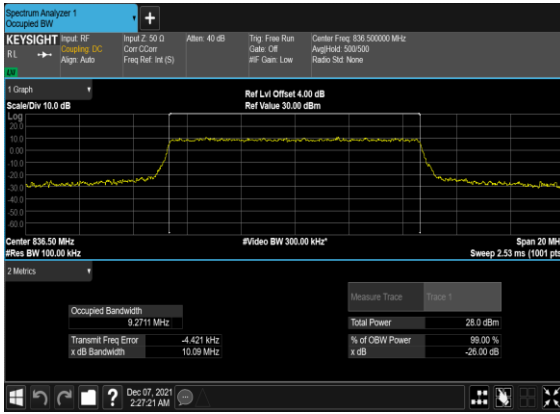 Spectrum Analyzer 1
Occupied BW
KEYSIGHT Input: RF Input Z: 50 Ω Atten: 40 dB Trig: Free Run Center Freq: 836.500000 MHz
RL Coupling: DC Corr CCorr Gate: Off Avg|Hold: 500/500
Align: Auto Freq Ref: Int (S) #IF Gain: Low Radio Std: None
1 Graph
Ref Lvl Offset 4.00 dB
Scale/Div 10.0 dB Ref Value 30.00 dBm
Log
20.0
10.0
0.00
-10.0
-20.0
-30.0
-40.0
-50.0
-60.0
Center 836.50 MHz #Video BW 300.00 kHz* Span 20 MH
#Res BW 100.00 kHz Sweep 2.53 ms (1001 pts
2 Metrics
Measure Trace Trace 1
Occupied Bandwidth
9.2711 MHz Total Power 28.0 dBm
Transmit Freq Error -4.421 kHz % of OBW Power 99.00 %
x dB Bandwidth 10.09 MHz x dB -26.00 dB
? Dec 07, 2021
2:27:21 AM